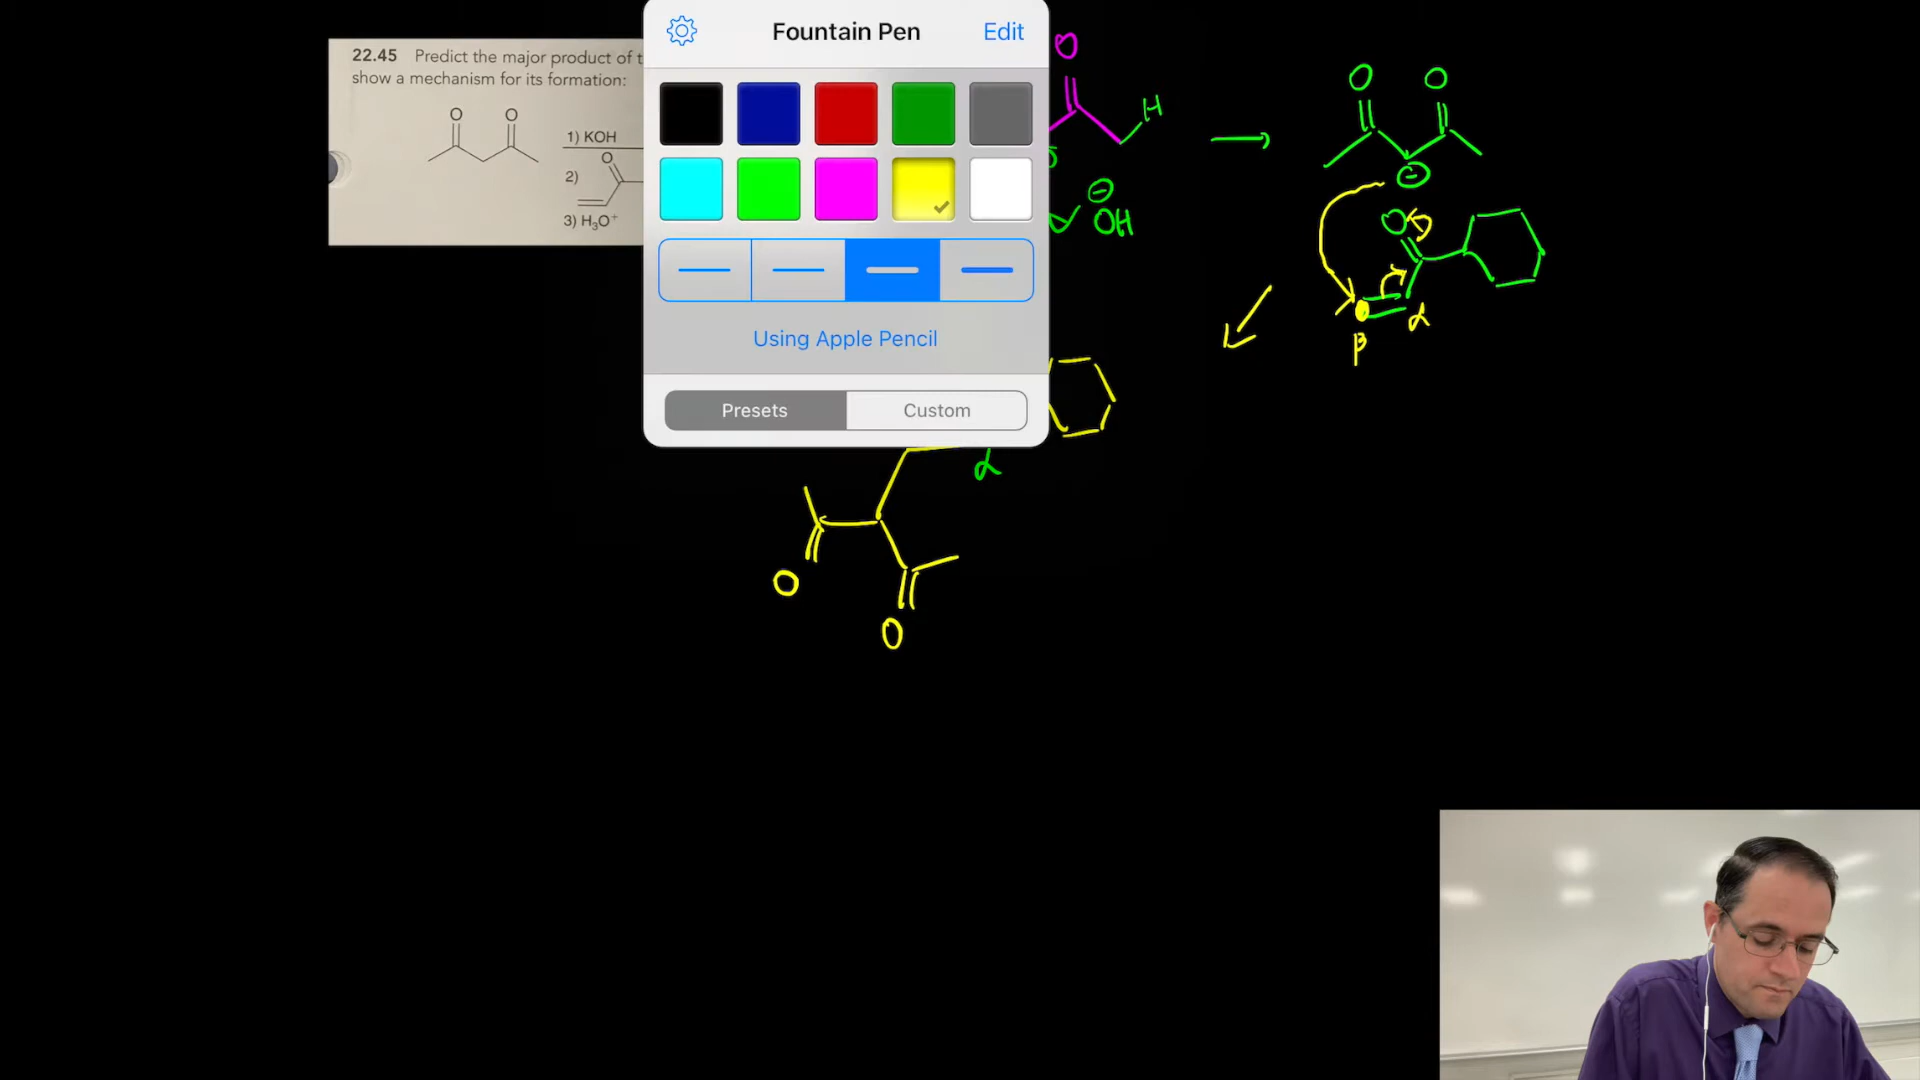 Fountain Pen
Edit
22.45 Predict the major product of t
show a mechanism for its formation:
O O
1) KOH
O
2)
3) H₃O⁺
Using Apple Pencil
Presets
Custom
O
H
⊖
OH
O O
⊖
O
α
β
α
O
O